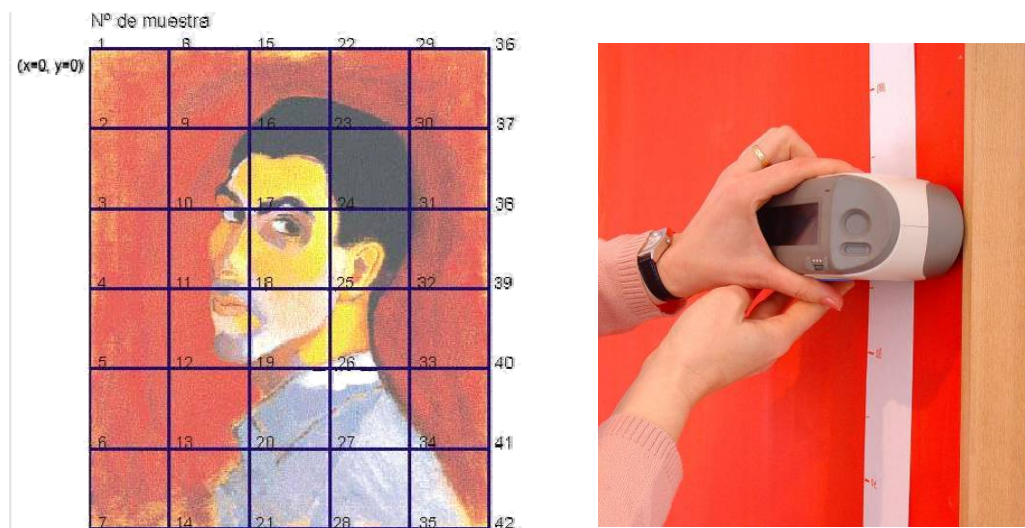 Nº de muestra
1 8 15 22 29 36
(x=0, y=0)
2 9 16 23 30 37
3 10 17 24 31 38
4 11 18 25 32 39
5 12 19 26 33 40
6 13 20 27 34 41
7 14 21 28 35 42